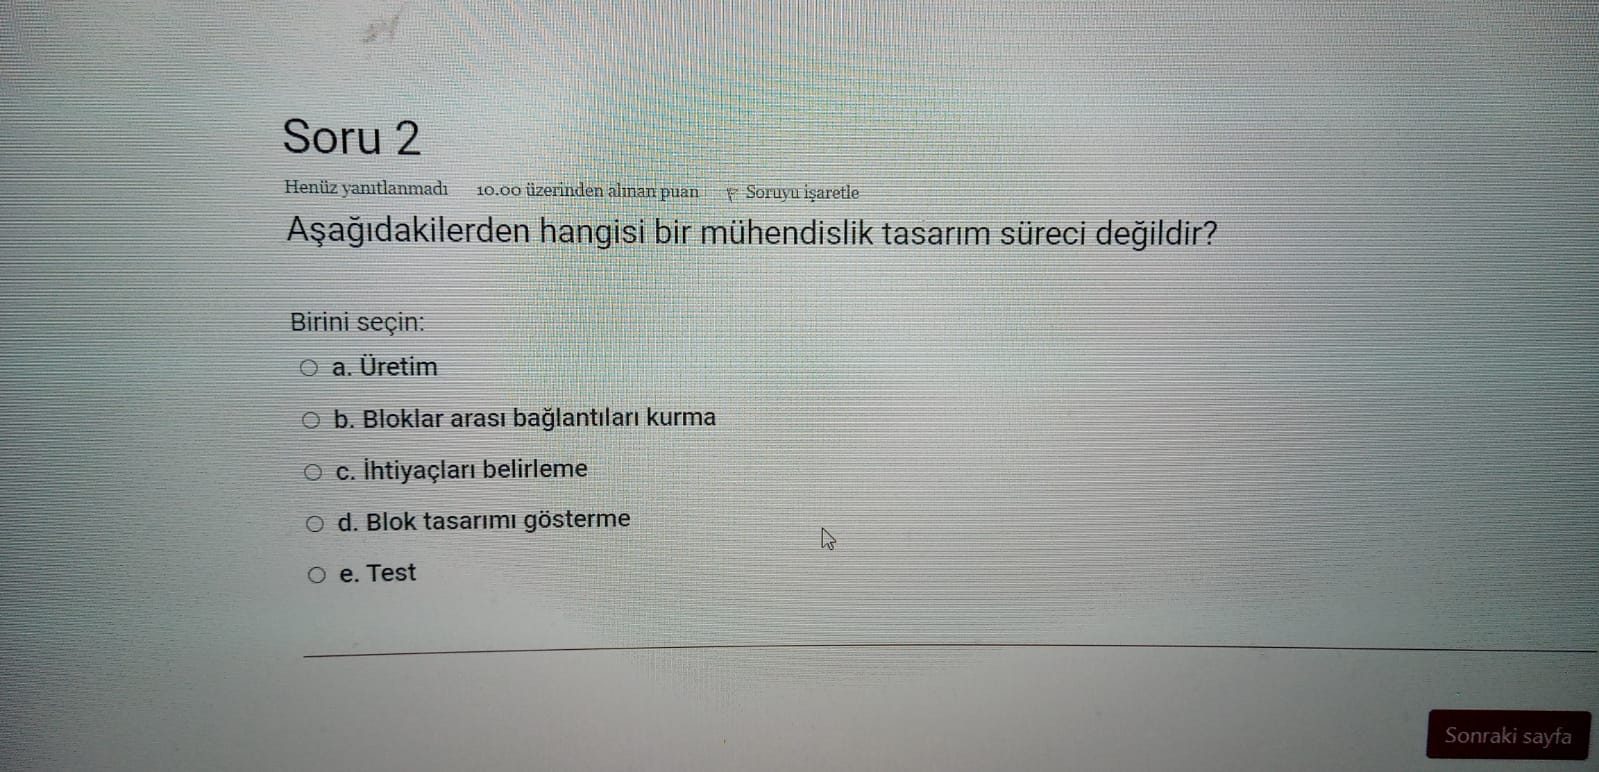 Soru 2
Henüz yanıtlanmadı 10.00 üzerinden alınan puan Soruyu işaretle
Aşağıdakilerden hangisi bir mühendislik tasarım süreci değildir?
Birini seçin:
a. Üretim
b. Bloklar arası bağlantıları kurma
c. İhtiyaçları belirleme
d. Blok tasarımı gösterme
e. Test
Sonraki sayfa